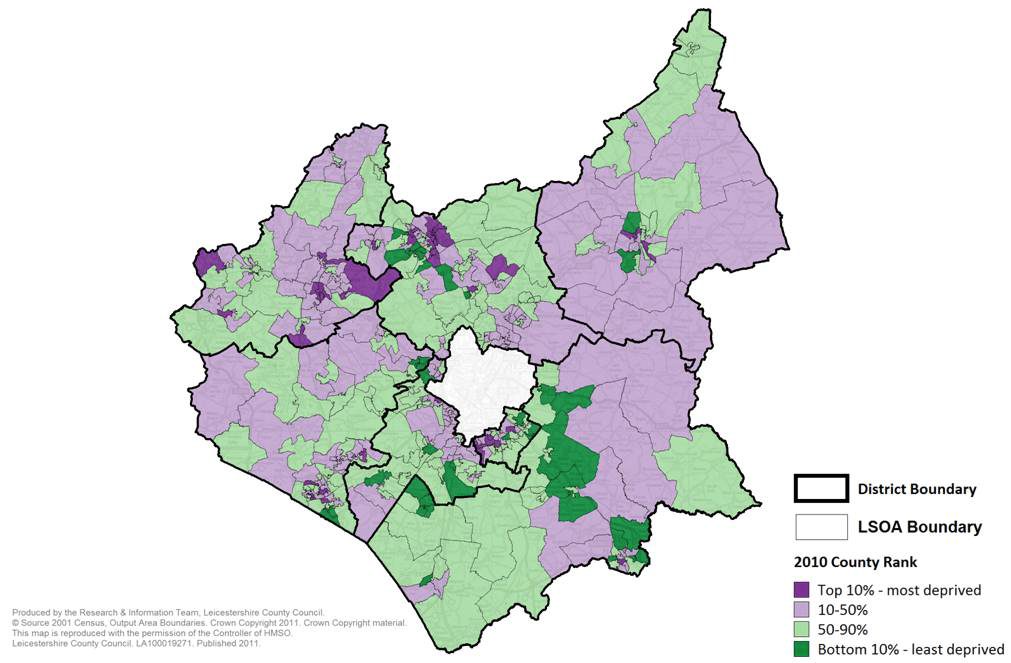 District Boundary
LSOA Boundary
2010 County Rank
Top 10% - most deprived
10-50%
50-90%
Bottom 10% - least deprived
Produced by the Research & Information Team, Leicestershire County Council.
© Source 2001 Census, Output Area Boundaries. Crown Copyright 2011. Crown Copyright material.
This map is reproduced with the permission of the Controller of HMSO.
Leicestershire County Council. LA100019271. Published 2011.